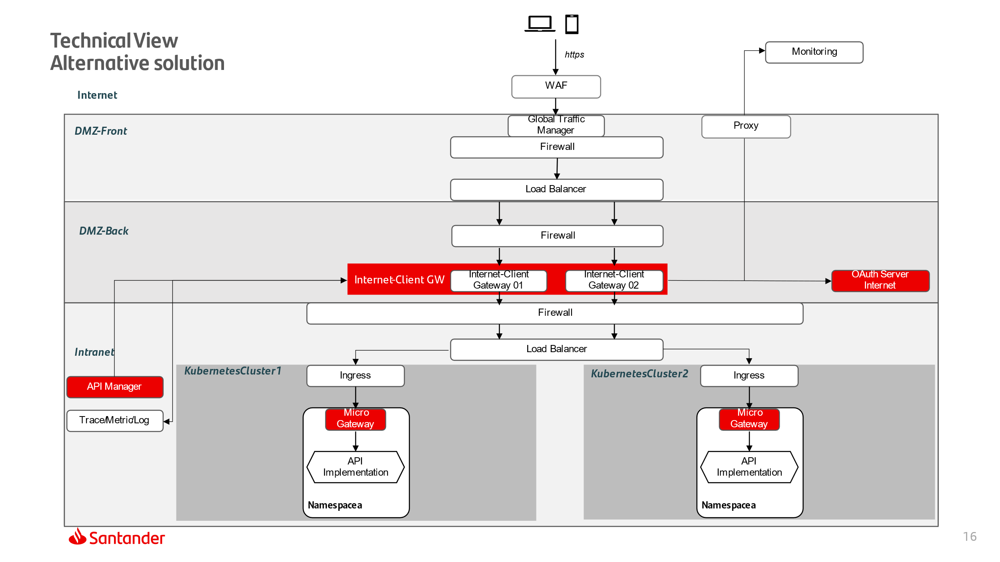 Technical View
Alternative solution
https
Monitoring
WAF
Internet
Global Traffic
Manager
Proxy
DMZ-Front
Firewall
Load Balancer
DMZ-Back
Firewall
Internet-Client GW
Internet-Client
Gateway 01
Internet-Client
Gateway 02
OAuth Server
Internet
Firewall
Intranet
Load Balancer
KubernetesCluster1
Ingress
KubernetesCluster2
Ingress
API Manager
Trace/Metric/Log
Micro
Gateway
Micro
Gateway
API
Implementation
API
Implementation
Namespacea
Namespacea
Santander
16